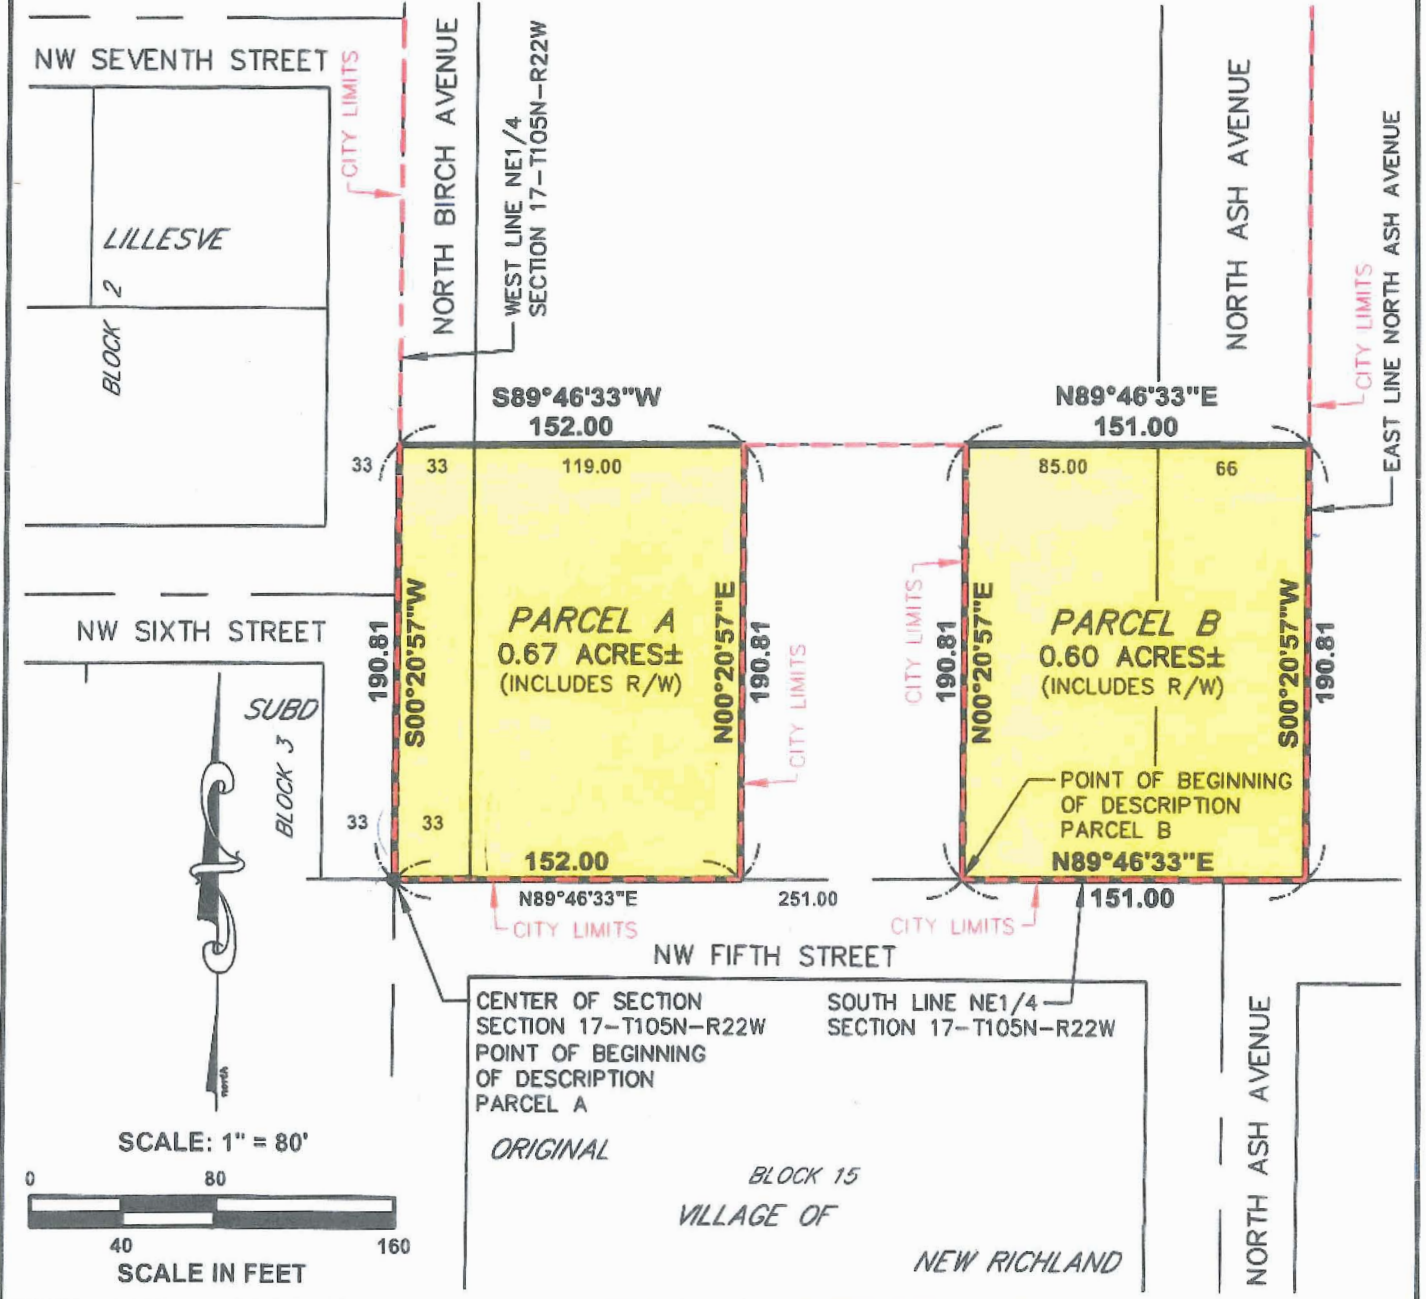 NW SEVENTH STREET
CITY LIMITS
NORTH BIRCH AVENUE
WEST LINE NE1/4
SECTION 17-T105N-R22W
NORTH ASH AVENUE
CITY LIMITS
EAST LINE NORTH ASH AVENUE
LILLESVE
BLOCK 2
S89°46'33"W
152.00
N89°46'33"E
151.00
33
33
119.00
85.00
66
NW SIXTH STREET
190.81
S00°20'57"W
PARCEL A
0.67 ACRES±
(INCLUDES R/W)
N00°20'57"E
190.81
CITY LIMITS
CITY LIMITS
190.81
N00°20'57"E
PARCEL B
0.60 ACRES±
(INCLUDES R/W)
S00°20'57"W
190.81
SUBD
BLOCK 3
POINT OF BEGINNING
OF DESCRIPTION
PARCEL B
33
33
152.00
N89°46'33"E
N89°46'33"E
251.00
151.00
CITY LIMITS
CITY LIMITS
NW FIFTH STREET
CENTER OF SECTION
SECTION 17-T105N-R22W
POINT OF BEGINNING
OF DESCRIPTION
PARCEL A
SOUTH LINE NE1/4
SECTION 17-T105N-R22W
NORTH ASH AVENUE
north
ORIGINAL
BLOCK 15
VILLAGE OF
NEW RICHLAND
SCALE: 1" = 80'
0
80
40
160
SCALE IN FEET